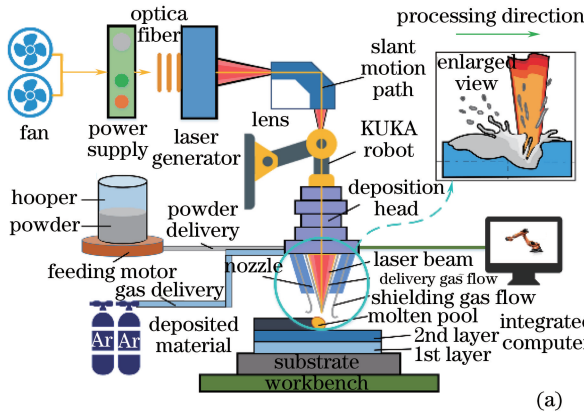 optica
fiber
processing direction
enlarged
view
slant
motion
path
fan
power
supply
laser
generator
lens
KUKA
robot
hooper
powder
powder
delivery
deposition
head
feeding motor
gas delivery
nozzle
laser beam
delivery gas flow
shielding gas flow
molten pool
Ar
Ar
deposited
material
2nd layer
1st layer
integrated
compute
substrate
workbench
(a)